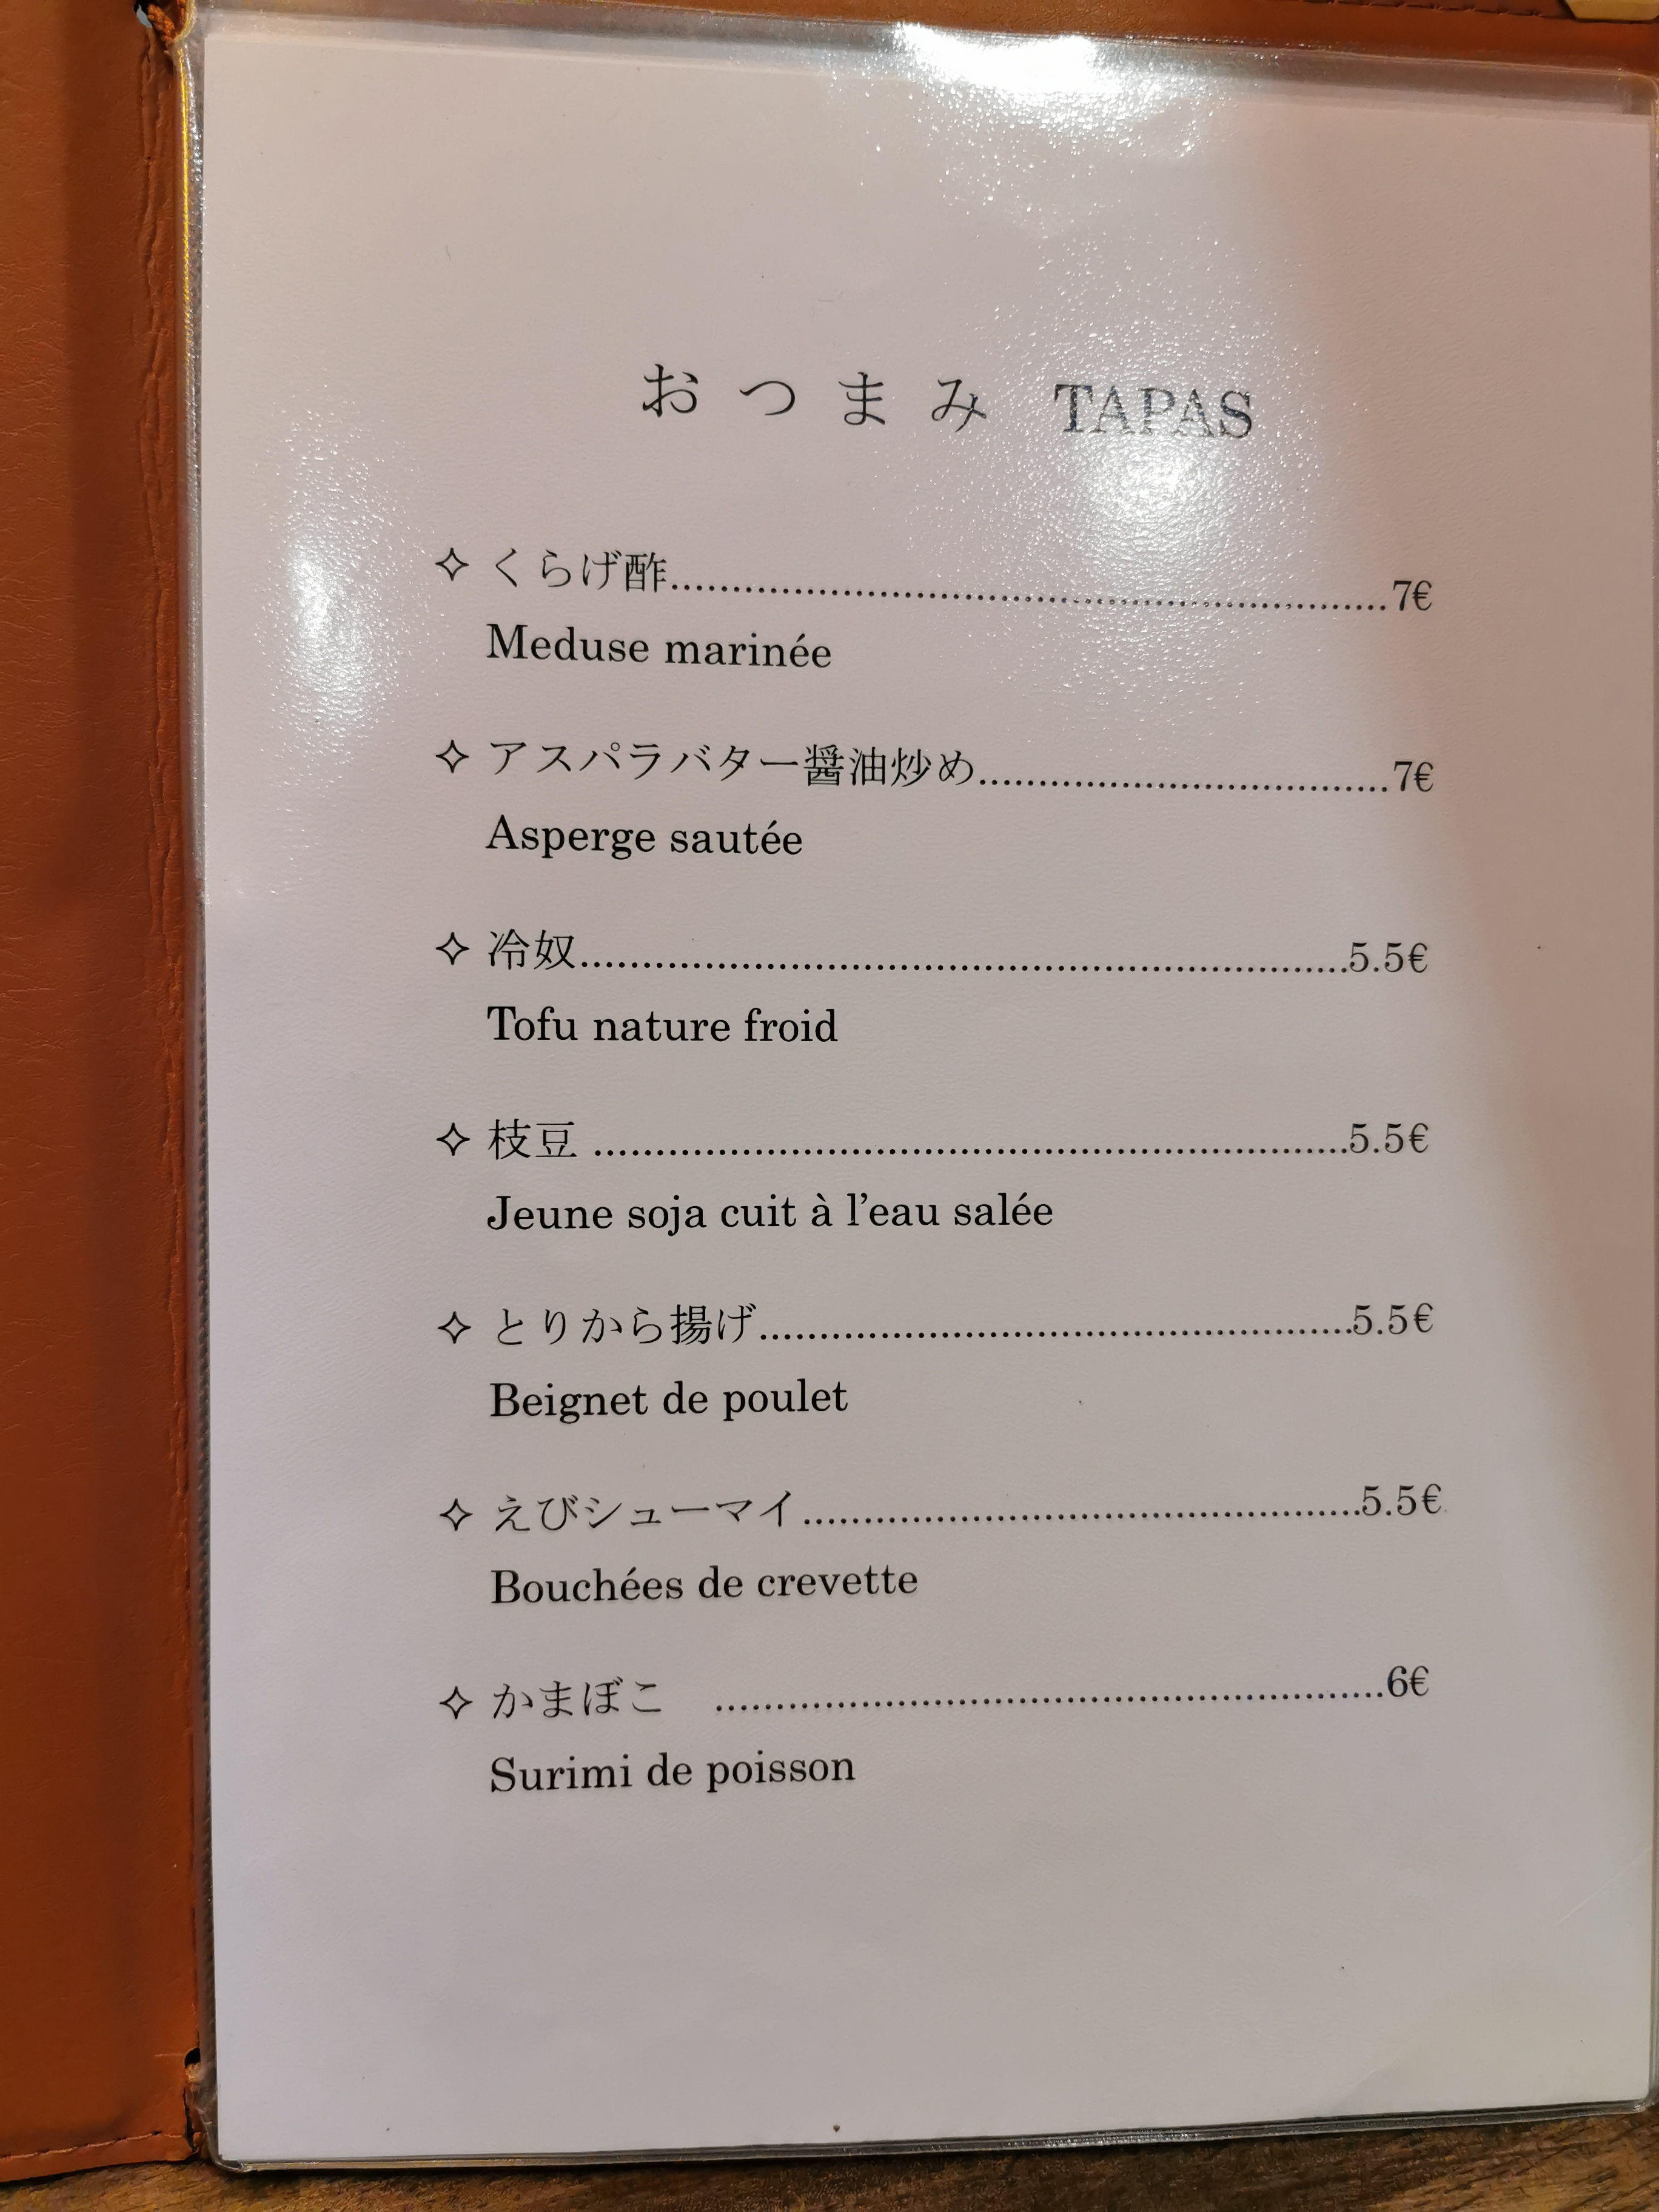 おつまみ TAPAS
✧ くらげ酢..........................................................7€
Meduse marinée
✧ アスパラバター醤油炒め..................................7€
Asperge sautée
✧ 冷奴..............................................................5.5€
Tofu nature froid
✧ 枝豆 .............................................................5.5€
Jeune soja cuit à l'eau salée
✧ とりから揚げ................................................5.5€
Beignet de poulet
✧ えびシューマイ.............................................5.5€
Bouchées de crevette
✧ かまぼこ　......................................................6€
Surimi de poisson